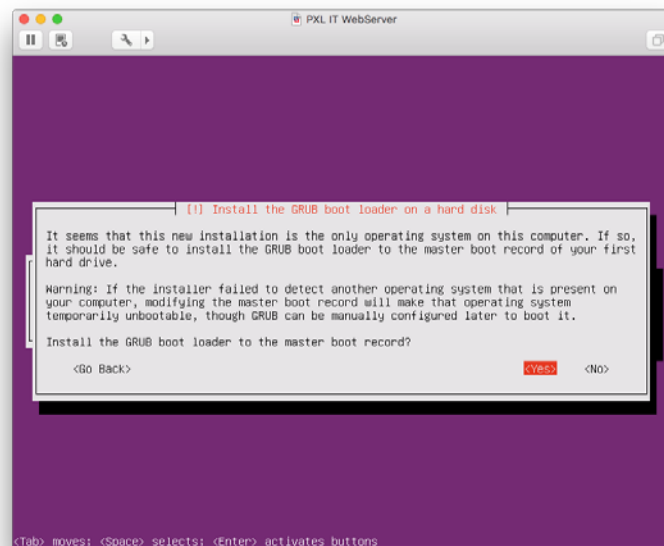 PXL IT WebServer
[!] Install the GRUB boot loader on a hard disk
It seems that this new installation is the only operating system on this computer. If so,
it should be safe to install the GRUB boot loader to the master boot record of your first
hard drive.
Warning: If the installer failed to detect another operating system that is present on
your computer, modifying the master boot record will make that operating system
temporarily unbootable, though GRUB can be manually configured later to boot it.
Install the GRUB boot loader to the master boot record?
<Go Back> <Yes> <No>
<Tab> moves; <Space> selects; <Enter> activates buttons